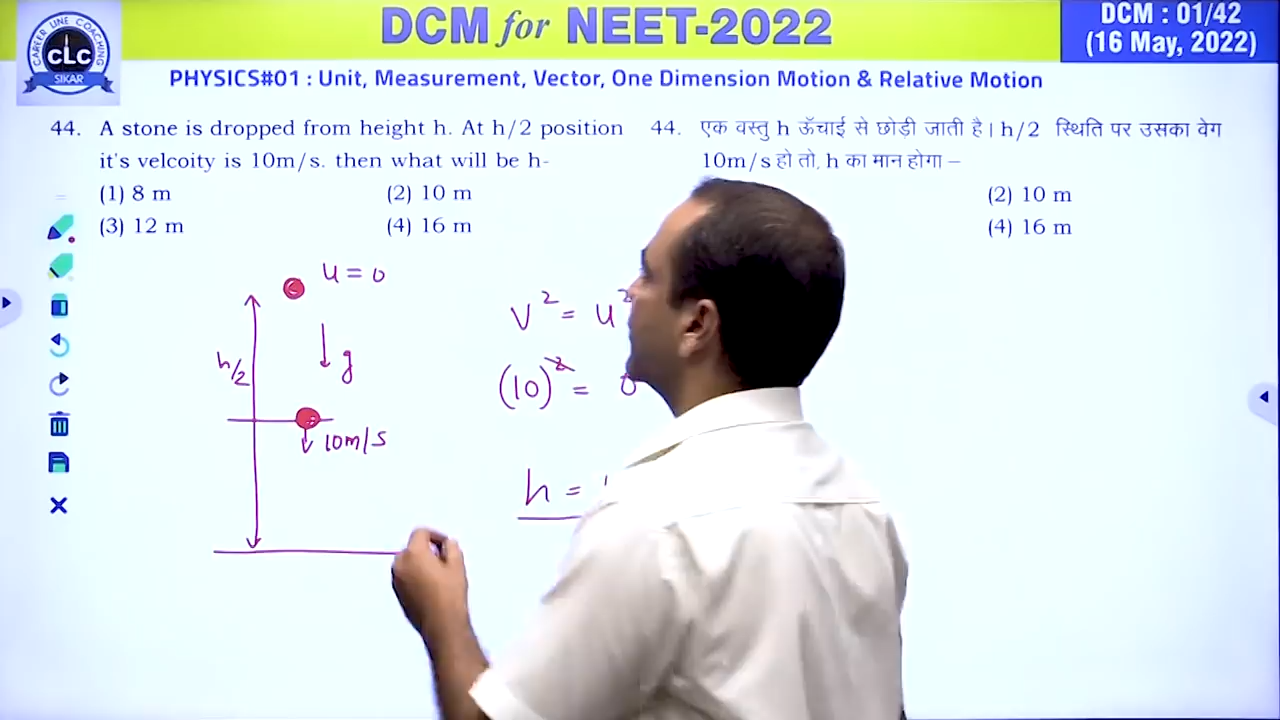 CAREER LINE COACHING
CLC
SIKAR
DCM for NEET-2022
DCM : 01/42
(16 May, 2022)
PHYSICS#01 : Unit, Measurement, Vector, One Dimension Motion & Relative Motion
44. A stone is dropped from height h. At h/2 position
it's velcoity is 10m/s. then what will be h-
(1) 8 m (2) 10 m
(3) 12 m (4) 16 m
44. एक वस्तु h ऊँचाई से छोड़ी जाती है। h/2 स्थिति पर उसका वेग
10m/s हो तो, h का मान होगा –
(2) 10 m
(4) 16 m
u = 0
h/2
g
10m/s
v² = u²
(10)² = 0
h =